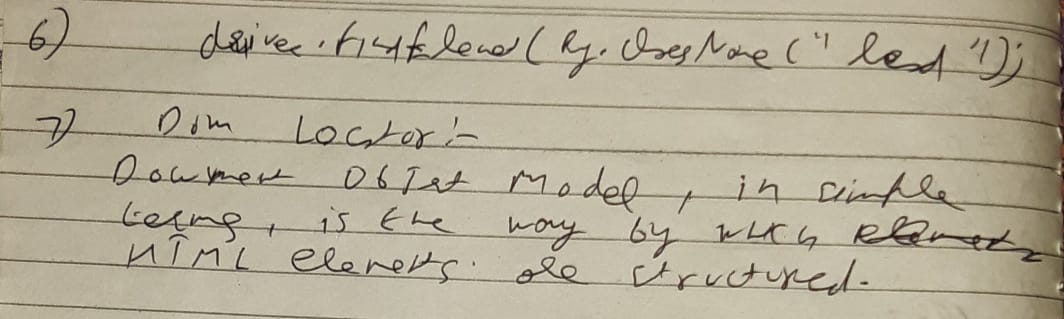 6) driver.findElement(By.ClassName("lead"));
7) Dom Locator:-
Document Object Model, in simple
terms, is the way by which
HTML elements are structured.